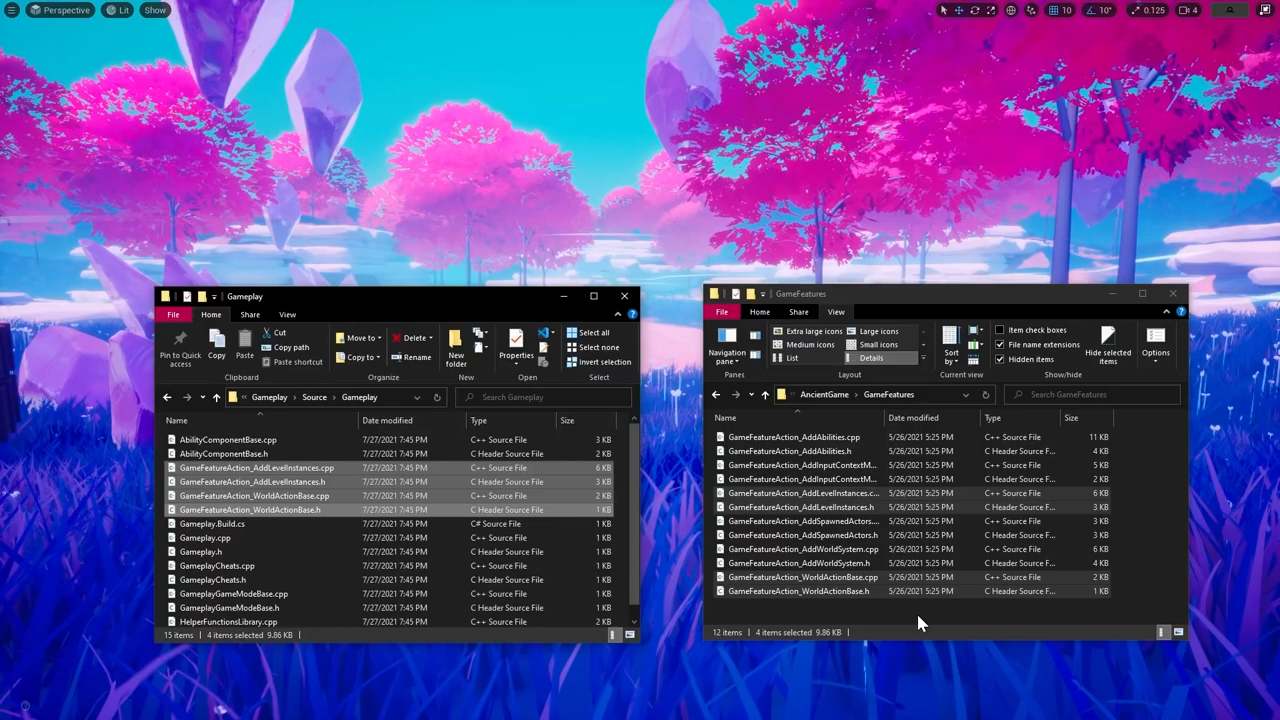 Perspective Lit Show 10 10° 0.125 4
Gameplay
File Home Share View
Pin to Quick access
Copy
Paste
Cut
Copy path
Paste shortcut
Clipboard
Move to
Copy to
Delete
Rename
Organize
New folder
New
Properties
Open
Select all
Select none
Invert selection
Select
« Gameplay > Source > Gameplay
Search Gameplay
Name Date modified Type Size
AbilityComponentBase.cpp 7/27/2021 7:45 PM C++ Source File 3 KB
AbilityComponentBase.h 7/27/2021 7:45 PM C Header Source File 2 KB
GameFeatureAction_AddLevelInstances.cpp 7/27/2021 7:45 PM C++ Source File 6 KB
GameFeatureAction_AddLevelInstances.h 7/27/2021 7:45 PM C Header Source File 3 KB
GameFeatureAction_WorldActionBase.cpp 7/27/2021 7:45 PM C++ Source File 2 KB
GameFeatureAction_WorldActionBase.h 7/27/2021 7:45 PM C Header Source File 1 KB
Gameplay.Build.cs 7/27/2021 7:45 PM C# Source File 1 KB
Gameplay.cpp 7/27/2021 7:45 PM C++ Source File 1 KB
Gameplay.h 7/27/2021 7:45 PM C Header Source File 1 KB
GameplayCheats.cpp 7/27/2021 7:45 PM C++ Source File 1 KB
GameplayCheats.h 7/27/2021 7:45 PM C Header Source File 1 KB
GameplayGameModeBase.cpp 7/27/2021 7:45 PM C++ Source File 1 KB
GameplayGameModeBase.h 7/27/2021 7:45 PM C Header Source File 1 KB
HelperFunctionsLibrary.cpp 7/27/2021 7:45 PM C++ Source File 2 KB
15 items 4 items selected 9.86 KB
GameFeatures
File Home Share View
Navigation pane
Panes
Extra large icons Large icons
Medium icons Small icons
List Details
Layout
Sort by
Current view
Item check boxes
File name extensions
Hidden items
Hide selected items
Show/hide
Options
AncientGame > GameFeatures
Search GameFeatures
Name Date modified Type Size
GameFeatureAction_AddAbilities.cpp 5/26/2021 5:25 PM C++ Source File 11 KB
GameFeatureAction_AddAbilities.h 5/26/2021 5:25 PM C Header Source F... 4 KB
GameFeatureAction_AddInputContextM... 5/26/2021 5:25 PM C++ Source File 5 KB
GameFeatureAction_AddInputContextM... 5/26/2021 5:25 PM C Header Source F... 2 KB
GameFeatureAction_AddLevelInstances.c... 5/26/2021 5:25 PM C++ Source File 6 KB
GameFeatureAction_AddLevelInstances.h 5/26/2021 5:25 PM C Header Source F... 3 KB
GameFeatureAction_AddSpawnedActors.... 5/26/2021 5:25 PM C++ Source File 3 KB
GameFeatureAction_AddSpawnedActors.h 5/26/2021 5:25 PM C Header Source F... 3 KB
GameFeatureAction_AddWorldSystem.cpp 5/26/2021 5:25 PM C++ Source File 6 KB
GameFeatureAction_AddWorldSystem.h 5/26/2021 5:25 PM C Header Source F... 4 KB
GameFeatureAction_WorldActionBase.cpp 5/26/2021 5:25 PM C++ Source File 2 KB
GameFeatureAction_WorldActionBase.h 5/26/2021 5:25 PM C Header Source F... 1 KB
12 items 4 items selected 9.86 KB